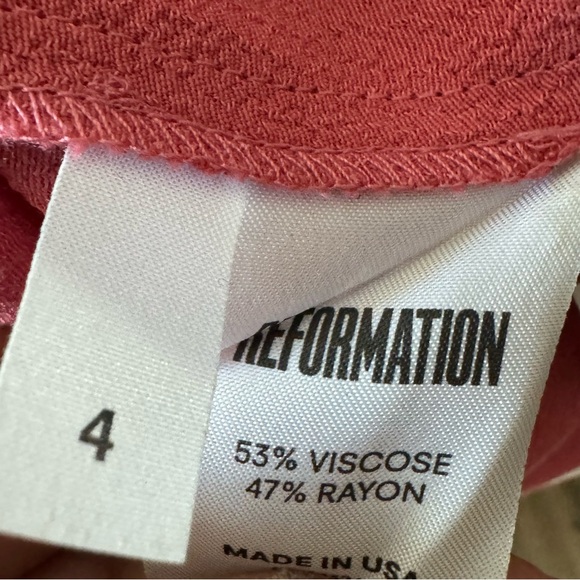 4
REFORMATION
53% VISCOSE
47% RAYON
MADE IN USA